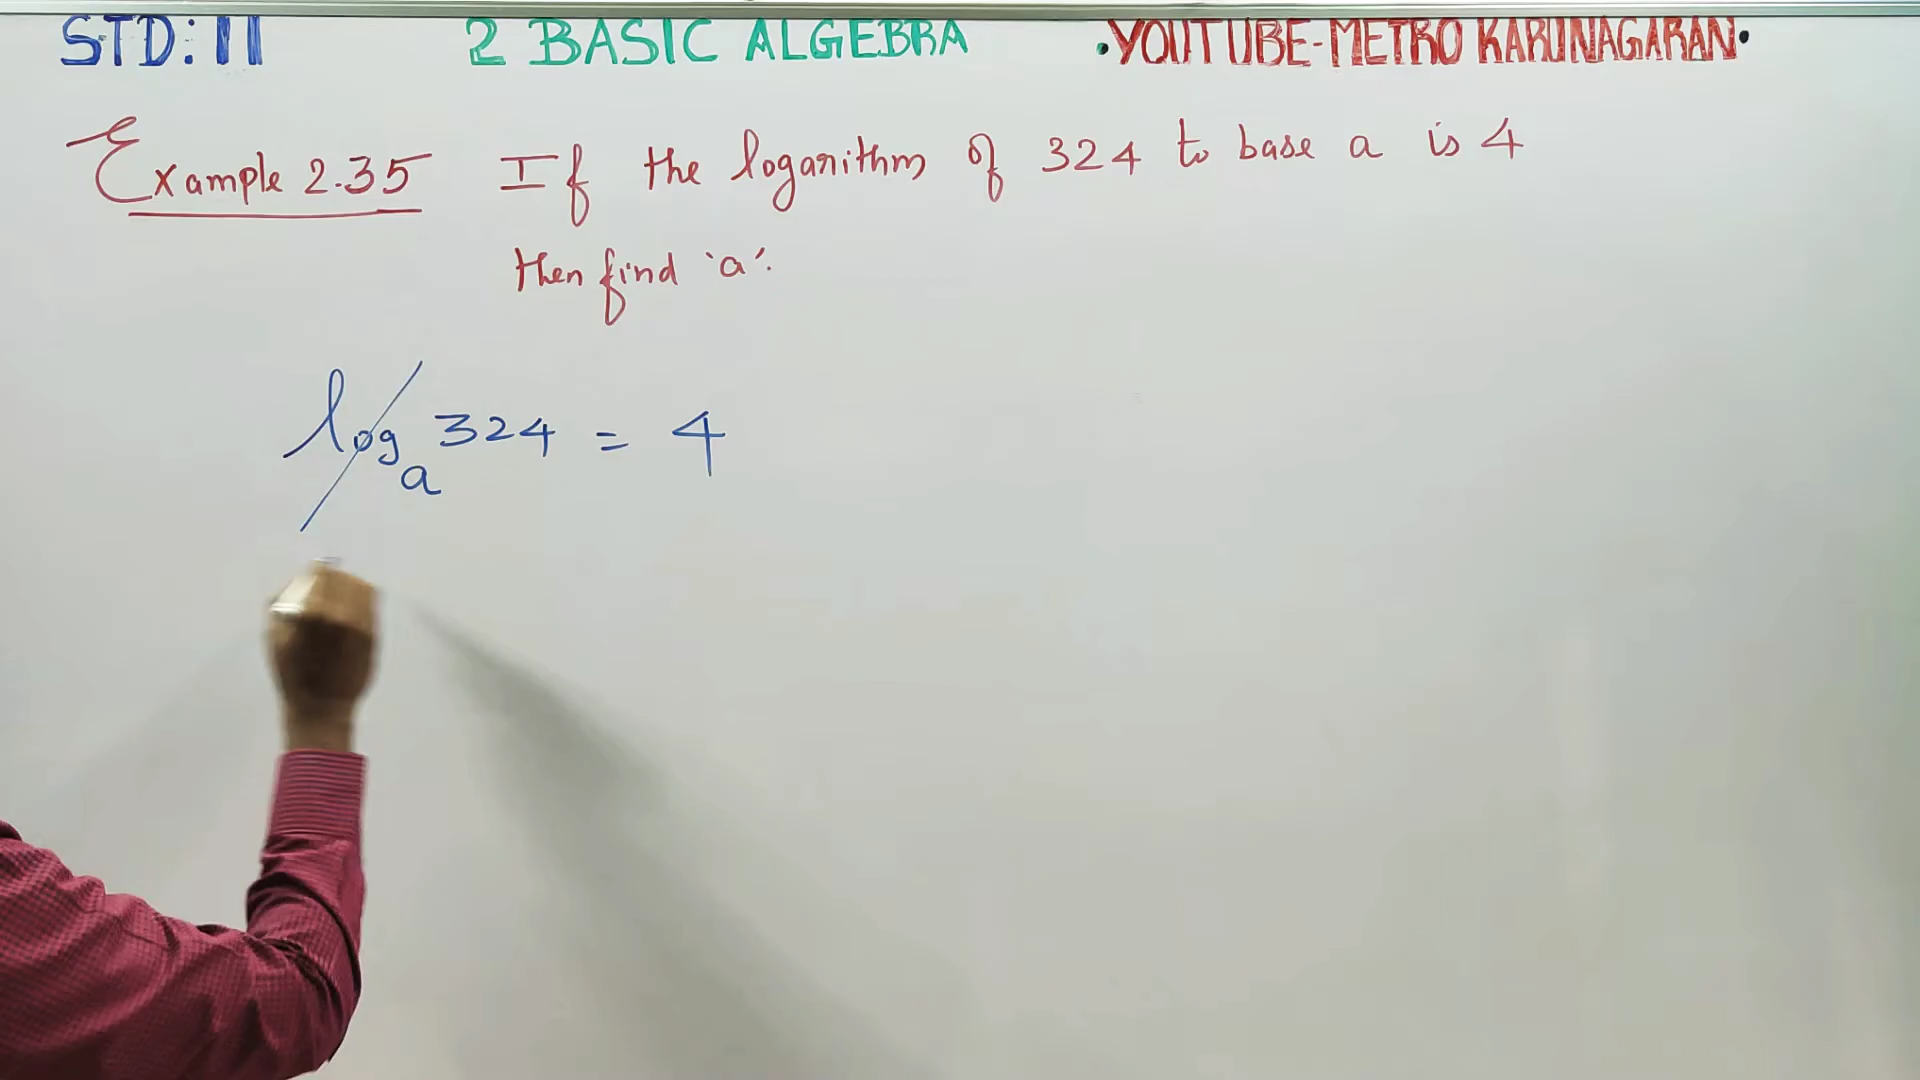 STD: 11 2 BASIC ALGEBRA •YOUTUBE-METRO KARUNAGARAN•
Example 2.35 If the logarithm of 324 to base a is 4
then find 'a'.
logₐ 324 = 4